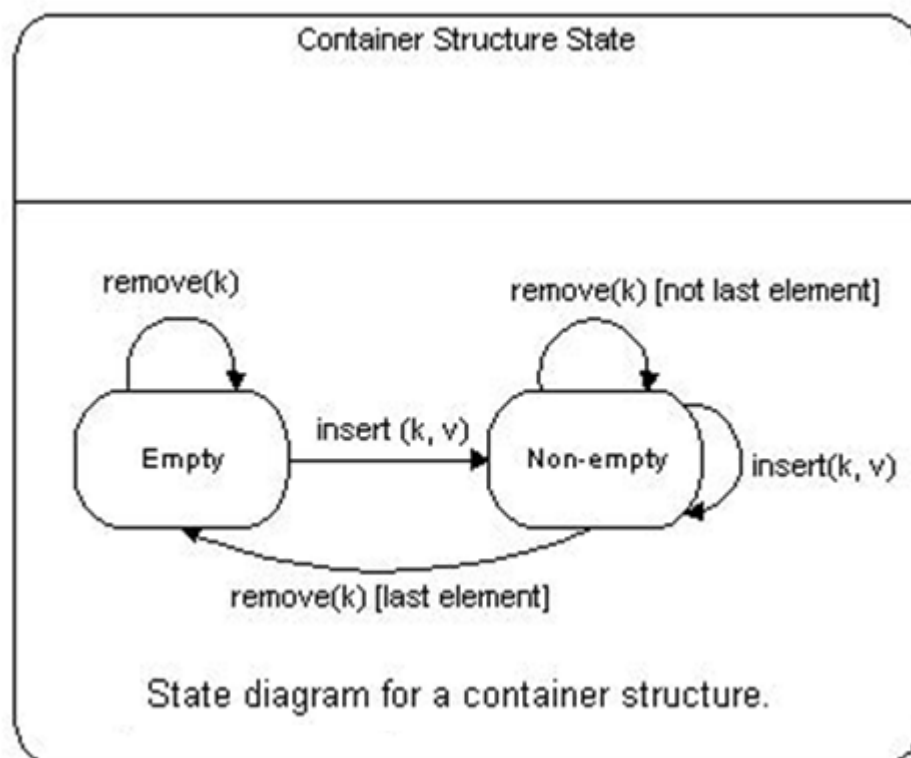 Container Structure State
remove(k)
remove(k) [not last element]
Empty
insert (k, v)
Non-empty
insert(k, v)
remove(k) [last element]
State diagram for a container structure.